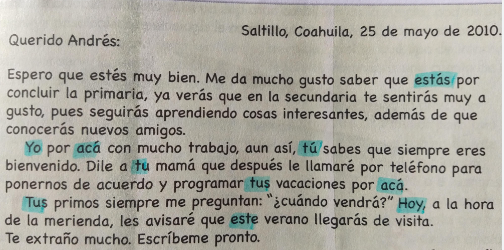 Saltillo, Coahuila, 25 de mayo de 2010.
Querido Andrés:
Espero que estés muy bien. Me da mucho gusto saber que estás por
concluir la primaria, ya verás que en la secundaria te sentirás muy a
gusto, pues seguirás aprendiendo cosas interesantes, además de que
conocerás nuevos amigos.
Yo por acá con mucho trabajo, aun así, tú sabes que siempre eres
bienvenido. Dile a tu mamá que después le llamaré por teléfono para
ponernos de acuerdo y programar tus vacaciones por acá.
Tus primos siempre me preguntan: "¿cuándo vendrá?" Hoy, a la hora
de la merienda, les avisaré que este verano llegarás de visita.
Te extraño mucho. Escríbeme pronto.